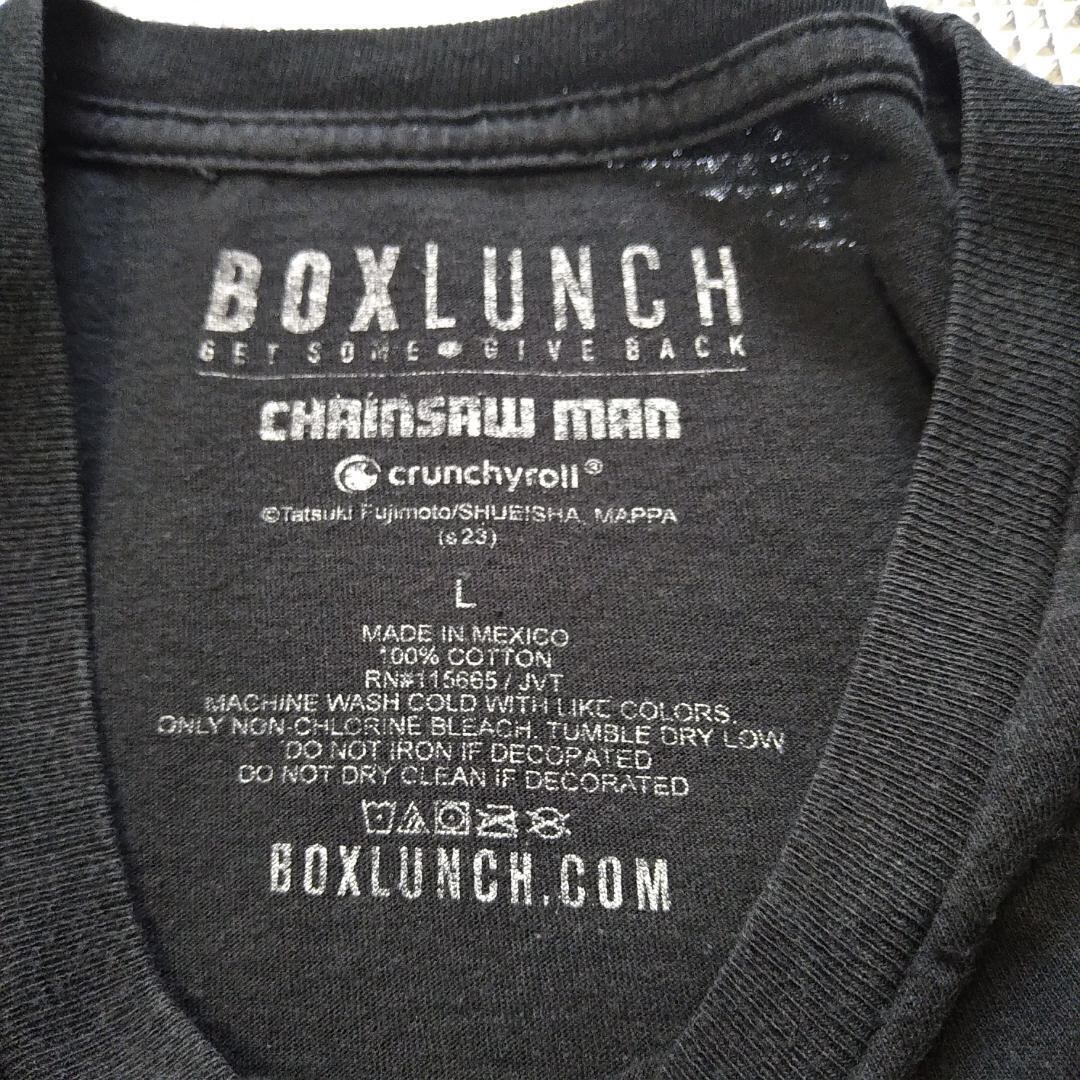 BOXLUNCH
GET SOME GIVE BACK
CHAINSAW MAN
crunchyroll®
©Tatsuki Fujimoto/SHUEISHA, MAPPA
(s23)
L
MADE IN MEXICO
100% COTTON
RN#115665 / JVT
MACHINE WASH COLD WITH LIKE COLORS.
ONLY NON-CHLORINE BLEACH. TUMBLE DRY LOW
DO NOT IRON IF DECORATED
DO NOT DRY CLEAN IF DECORATED
BOXLUNCH.COM